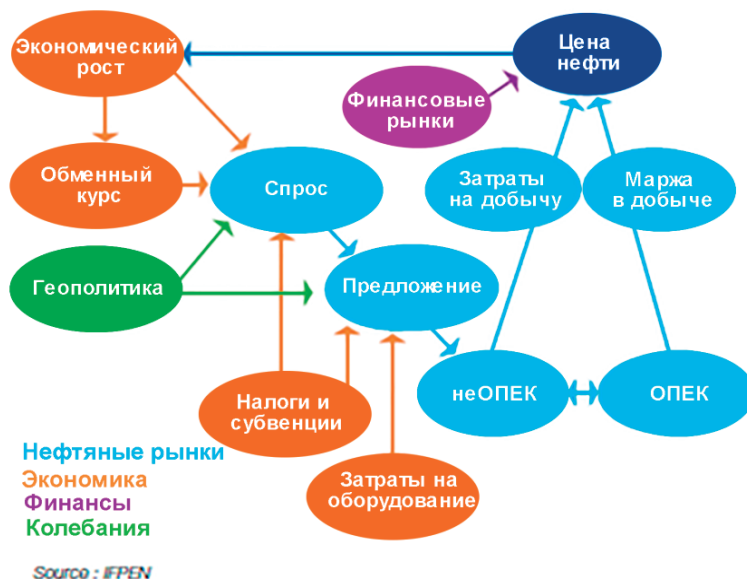 Экономический
рост
Цена
нефти
Финансовые
рынки
Обменный
курс
Спрос
Затраты
на добычу
Маржа
в добыче
Геополитика
Предложение
Налоги и
субвенции
неОПЕК
ОПЕК
Затраты на
оборудование
Нефтяные рынки
Экономика
Финансы
Колебания
Source : IFPEN